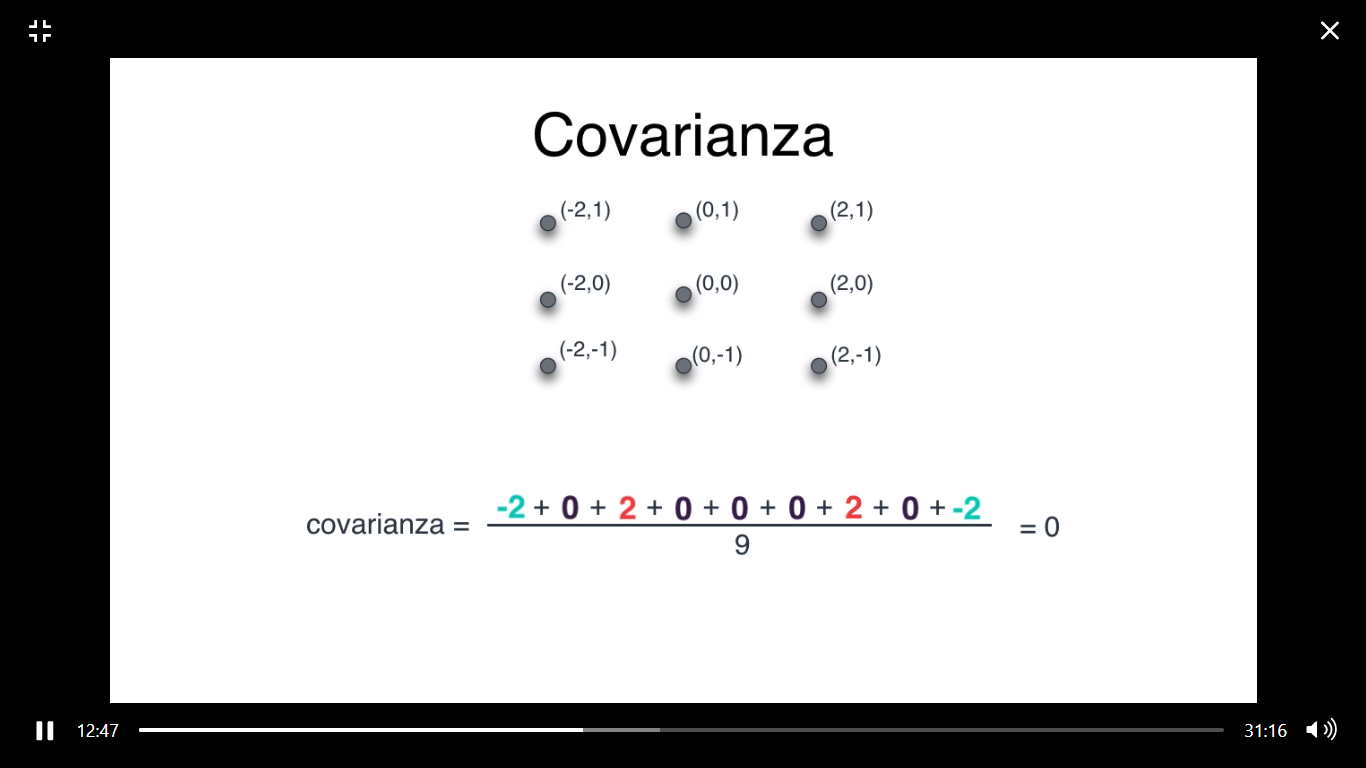 Covarianza
(-2,1) (0,1) (2,1)
(-2,0) (0,0) (2,0)
(-2,-1) (0,-1) (2,-1)
-2 + 0 + 2 + 0 + 0 + 0 + 2 + 0 + -2
covarianza = = 0
9
12:47 31:16